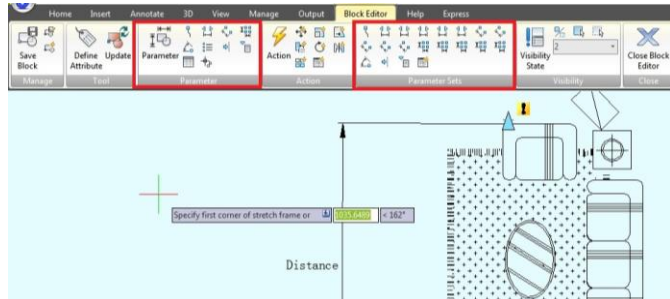 Home Insert Annotate 3D View Manage Output Block Editor Help Express
Save Block
Define Attribute
Update
Parameter
Action
Visibility State
2
Close Block Editor
Manage Tool Parameter Action Parameter Sets Visibility Close
Specify first corner of stretch frame or 1035.6489 < 162°
Distance